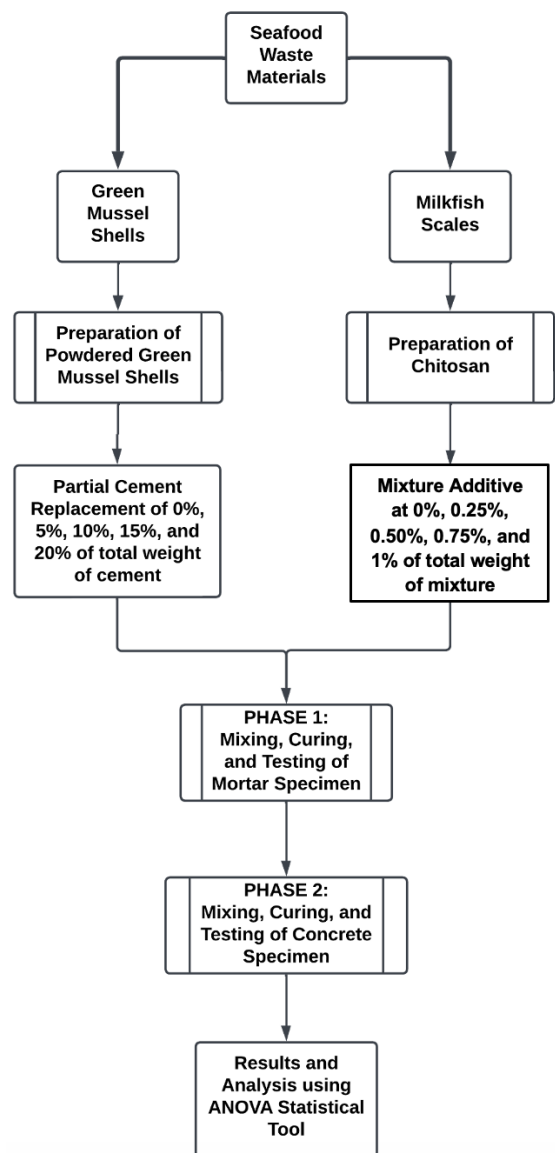 Seafood
Waste
Materials
Green
Mussel
Shells
Milkfish
Scales
Preparation of
Powdered Green
Mussel Shells
Preparation of
Chitosan
Partial Cement
Replacement of 0%,
5%, 10%, 15%, and
20% of total weight
of cement
Mixture Additive
at 0%, 0.25%,
0.50%, 0.75%, and
1% of total weight
of mixture
PHASE 1:
Mixing, Curing,
and Testing of
Mortar Specimen
PHASE 2:
Mixing, Curing, and
Testing of Concrete
Specimen
Results and
Analysis using
ANOVA Statistical
Tool